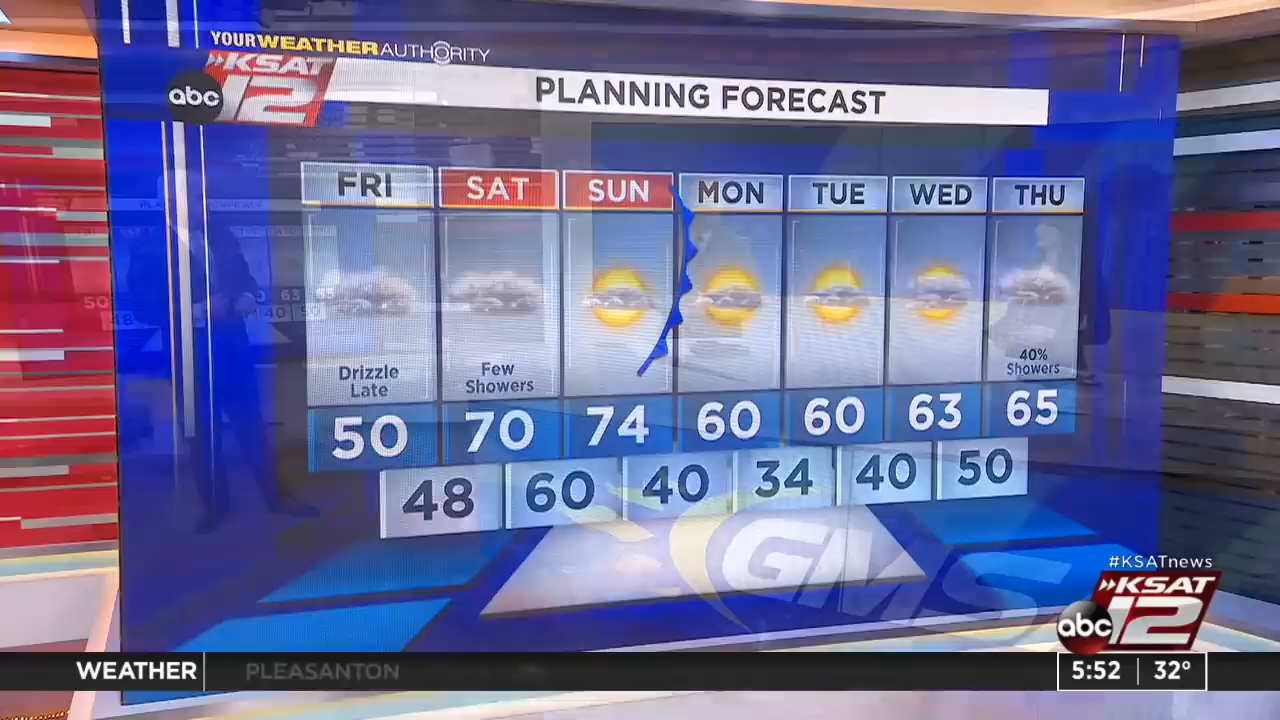 YOURWEATHERAUTHORITY
»KSAT
abc 12
PLANNING FORECAST
FRI SAT SUN MON TUE WED THU
Drizzle
Late
Few
Showers
40%
Showers
50 70 74 60 60 63 65
48 60 40 34 40 50
GMS
#KSATnews
»KSAT
abc 12
WEATHER PLEASANTON
5:52 32°